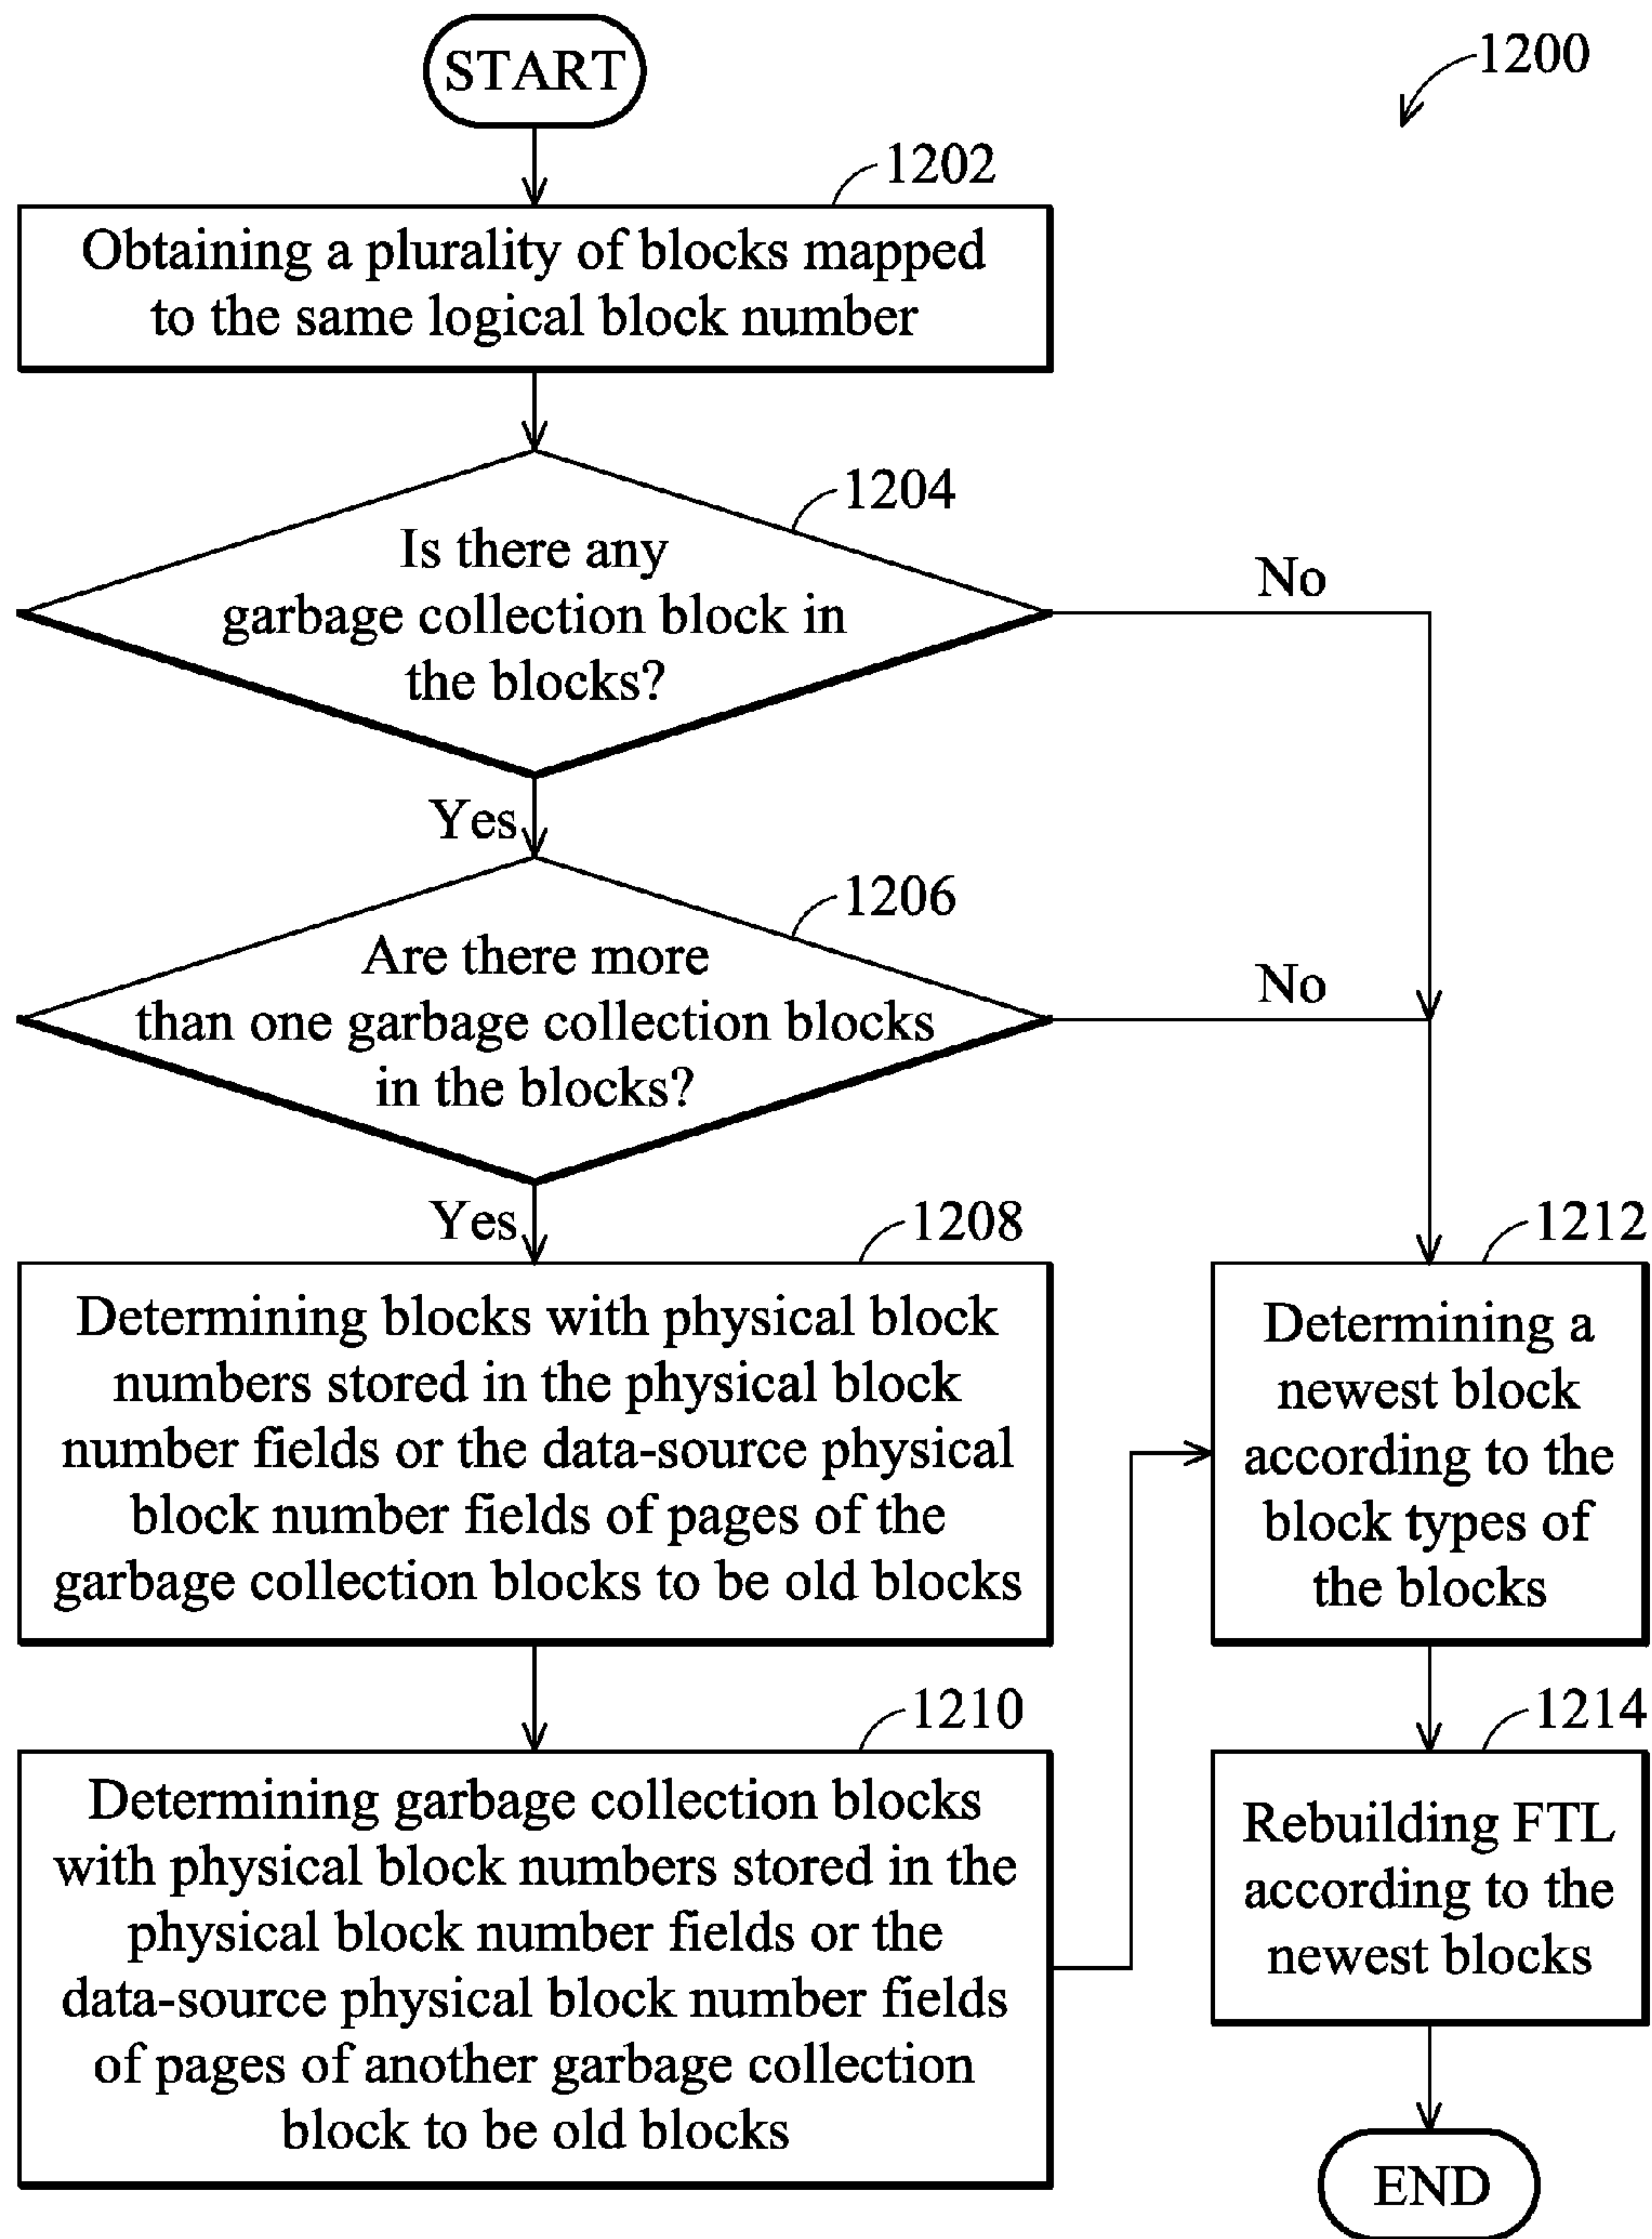 START
1200
1202
Obtaining a plurality of blocks mapped
to the same logical block number
1204
Is there any
garbage collection block in
the blocks?
No
Yes
1206
Are there more
than one garbage collection blocks
in the blocks?
No
Yes
1208
Determining blocks with physical block
numbers stored in the physical block
number fields or the data-source physical
block number fields of pages of the
garbage collection blocks to be old blocks
1210
Determining garbage collection blocks
with physical block numbers stored in the
physical block number fields or the
data-source physical block number fields
of pages of another garbage collection
block to be old blocks
1212
Determining a
newest block
according to the
block types of
the blocks
1214
Rebuilding FTL
according to the
newest blocks
END